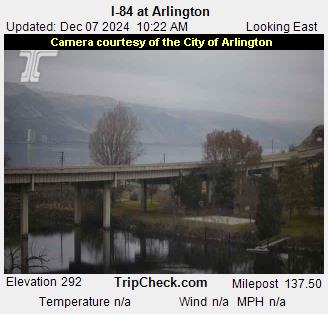 I-84 at Arlington
Updated: Dec 07 2024 10:22 AM Looking East
Camera courtesy of the City of Arlington
Elevation 292 TripCheck.com Milepost 137.50
Temperature n/a Wind n/a MPH n/a